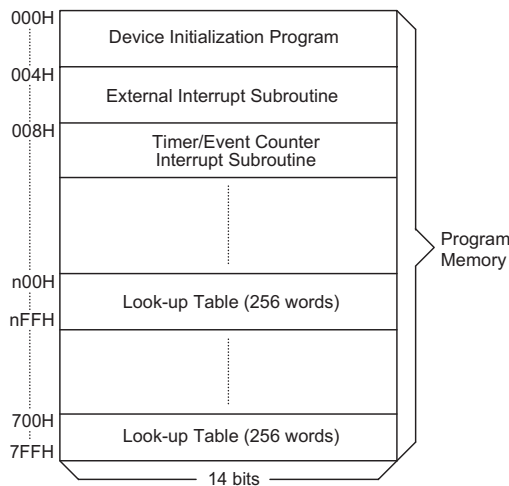 000H
Device Initialization Program
004H
External Interrupt Subroutine
008H
Timer/Event Counter
Interrupt Subroutine
Program
Memory
n00H
Look-up Table (256 words)
nFFH
700H
Look-up Table (256 words)
7FFH
14 bits